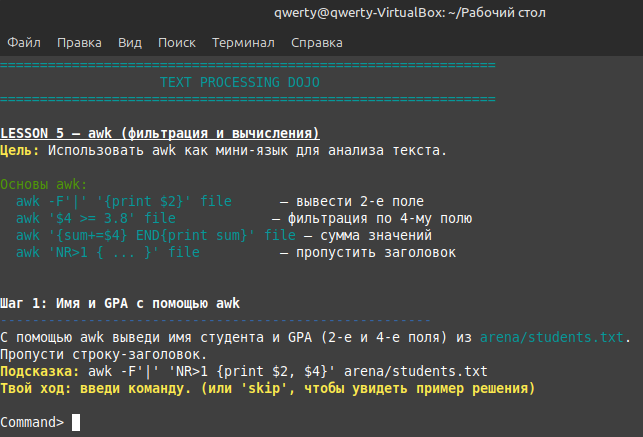 qwerty@qwerty-VirtualBox: ~/Рабочий стол
Файл Правка Вид Поиск Терминал Справка
==============================================================
TEXT PROCESSING DOJO
==============================================================
LESSON 5 — awk (фильтрация и вычисления)
Цель: Использовать awk как мини-язык для анализа текста.
Основы awk:
awk -F'|' '{print $2}' file — вывести 2-е поле
awk '$4 >= 3.8' file — фильтрация по 4-му полю
awk '{sum+=$4} END{print sum}' file — сумма значений
awk 'NR>1 { ... }' file — пропустить заголовок
Шаг 1: Имя и GPA с помощью awk
------------------------------------------------------
С помощью awk выведи имя студента и GPA (2-е и 4-е поля) из arena/students.txt.
Пропусти строку-заголовок.
Подсказка: awk -F'|' 'NR>1 {print $2, $4}' arena/students.txt
Твой ход: введи команду. (или 'skip', чтобы увидеть пример решения)
Command>